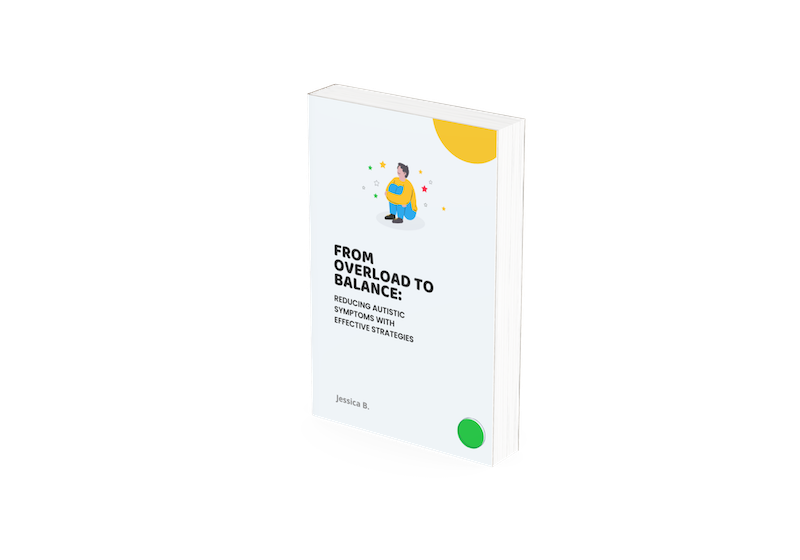 FROM
OVERLOAD TO
BALANCE:
REDUCING AUTISTIC
SYMPTOMS WITH
EFFECTIVE STRATEGIES
Jessica B.